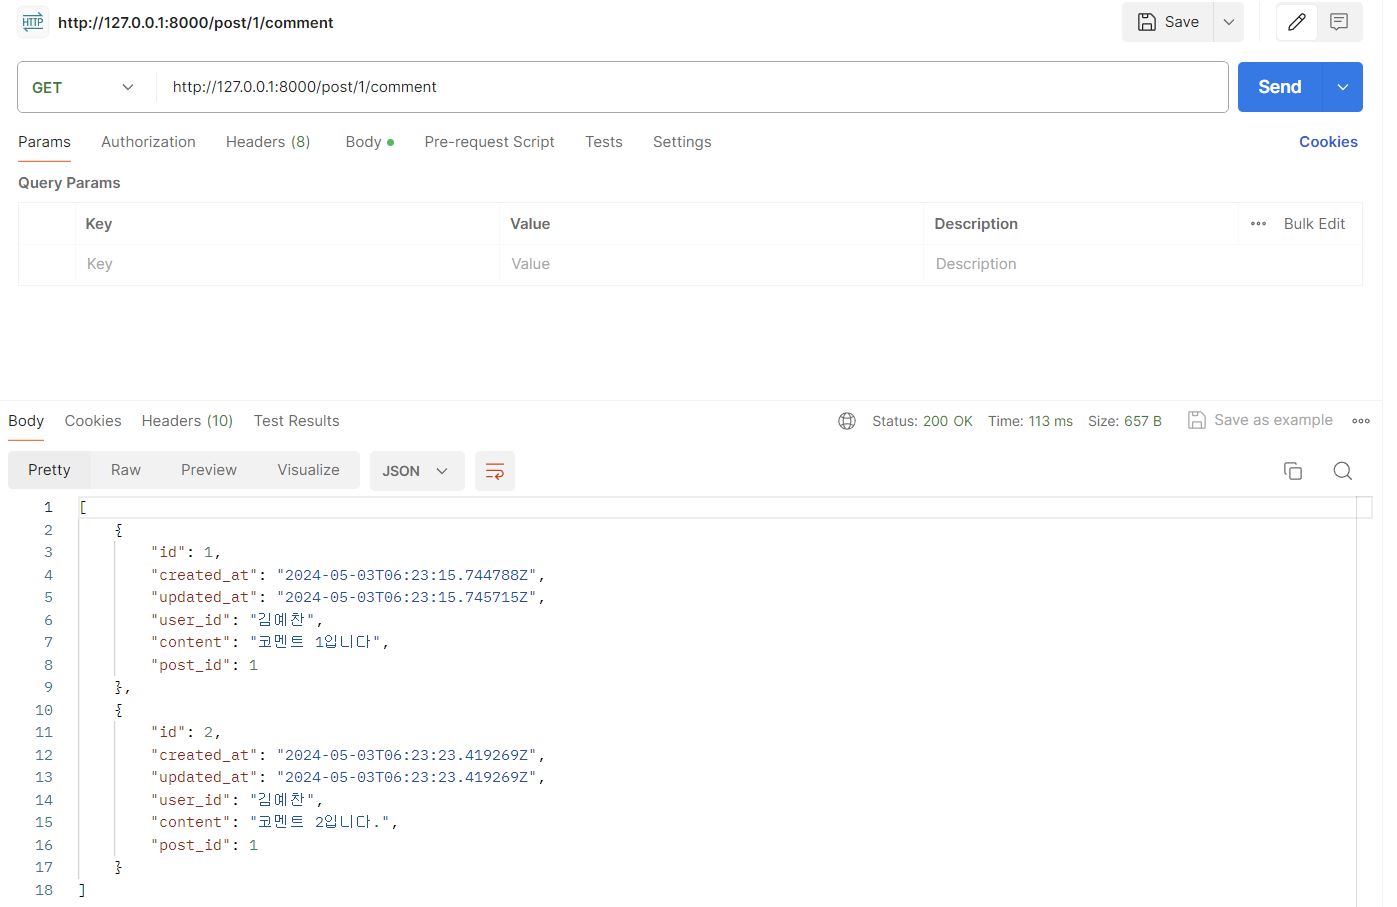 HTTP http://127.0.0.1:8000/post/1/comment Save
GET http://127.0.0.1:8000/post/1/comment Send
Params Authorization Headers (8) Body Pre-request Script Tests Settings Cookies
Query Params
Key Value Description Bulk Edit
Key Value Description
Body Cookies Headers (10) Test Results Status: 200 OK Time: 113 ms Size: 657 B Save as example
Pretty Raw Preview Visualize JSON
1 [
2 {
3 "id": 1,
4 "created_at": "2024-05-03T06:23:15.744788Z",
5 "updated_at": "2024-05-03T06:23:15.745715Z",
6 "user_id": "김예찬",
7 "content": "코멘트 1입니다",
8 "post_id": 1
9 },
10 {
11 "id": 2,
12 "created_at": "2024-05-03T06:23:23.419269Z",
13 "updated_at": "2024-05-03T06:23:23.419269Z",
14 "user_id": "김예찬",
15 "content": "코멘트 2입니다.",
16 "post_id": 1
17 }
18 ]